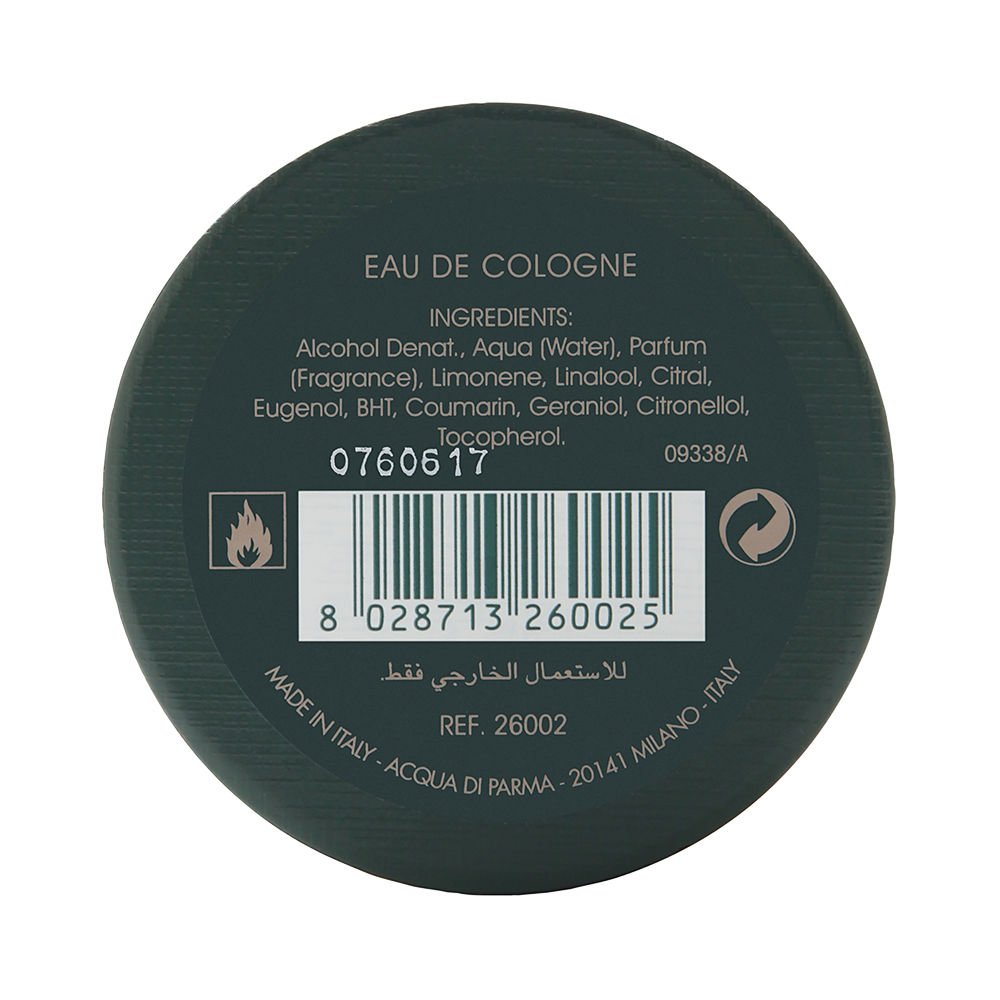 EAU DE COLOGNE
INGREDIENTS:
Alcohol Denat., Aqua (Water), Parfum
(Fragrance), Limonene, Linalool, Citral,
Eugenol, BHT, Coumarin, Geraniol, Citronellol,
Tocopherol.
0760617
09338/A
8 028713 260025
للاستعمال الخارجي فقط.
REF. 26002
MADE IN ITALY - ACQUA DI PARMA - 20141 MILANO - ITALY